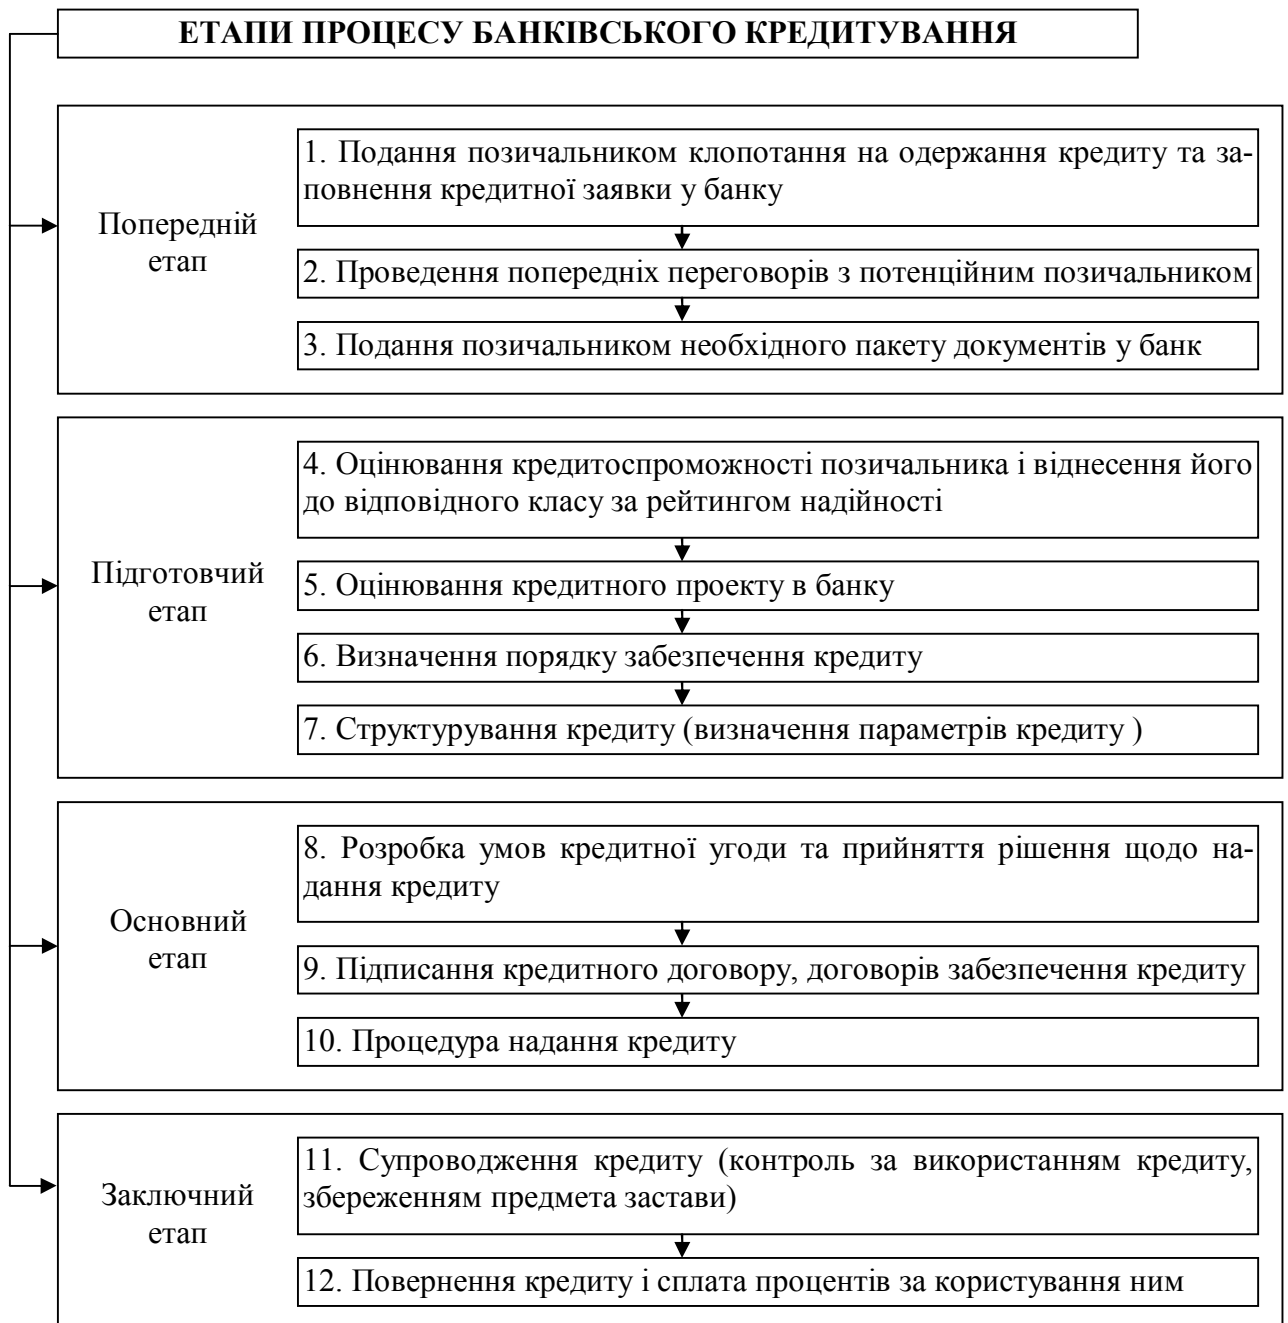 ЕТАПИ ПРОЦЕСУ БАНКІВСЬКОГО КРЕДИТУВАННЯ
Попередній
етап
1. Подання позичальником клопотання на одержання кредиту та за-
повнення кредитної заявки у банку
2. Проведення попередніх переговорів з потенційним позичальником
3. Подання позичальником необхідного пакету документів у банк
Підготовчий
етап
4. Оцінювання кредитоспроможності позичальника і віднесення його
до відповідного класу за рейтингом надійності
5. Оцінювання кредитного проекту в банку
6. Визначення порядку забезпечення кредиту
7. Структурування кредиту (визначення параметрів кредиту )
Основний
етап
8. Розробка умов кредитної угоди та прийняття рішення щодо на-
дання кредиту
9. Підписання кредитного договору, договорів забезпечення кредиту
10. Процедура надання кредиту
Заключний
етап
11. Супроводження кредиту (контроль за використанням кредиту,
збереженням предмета застави)
12. Повернення кредиту і сплата процентів за користування ним